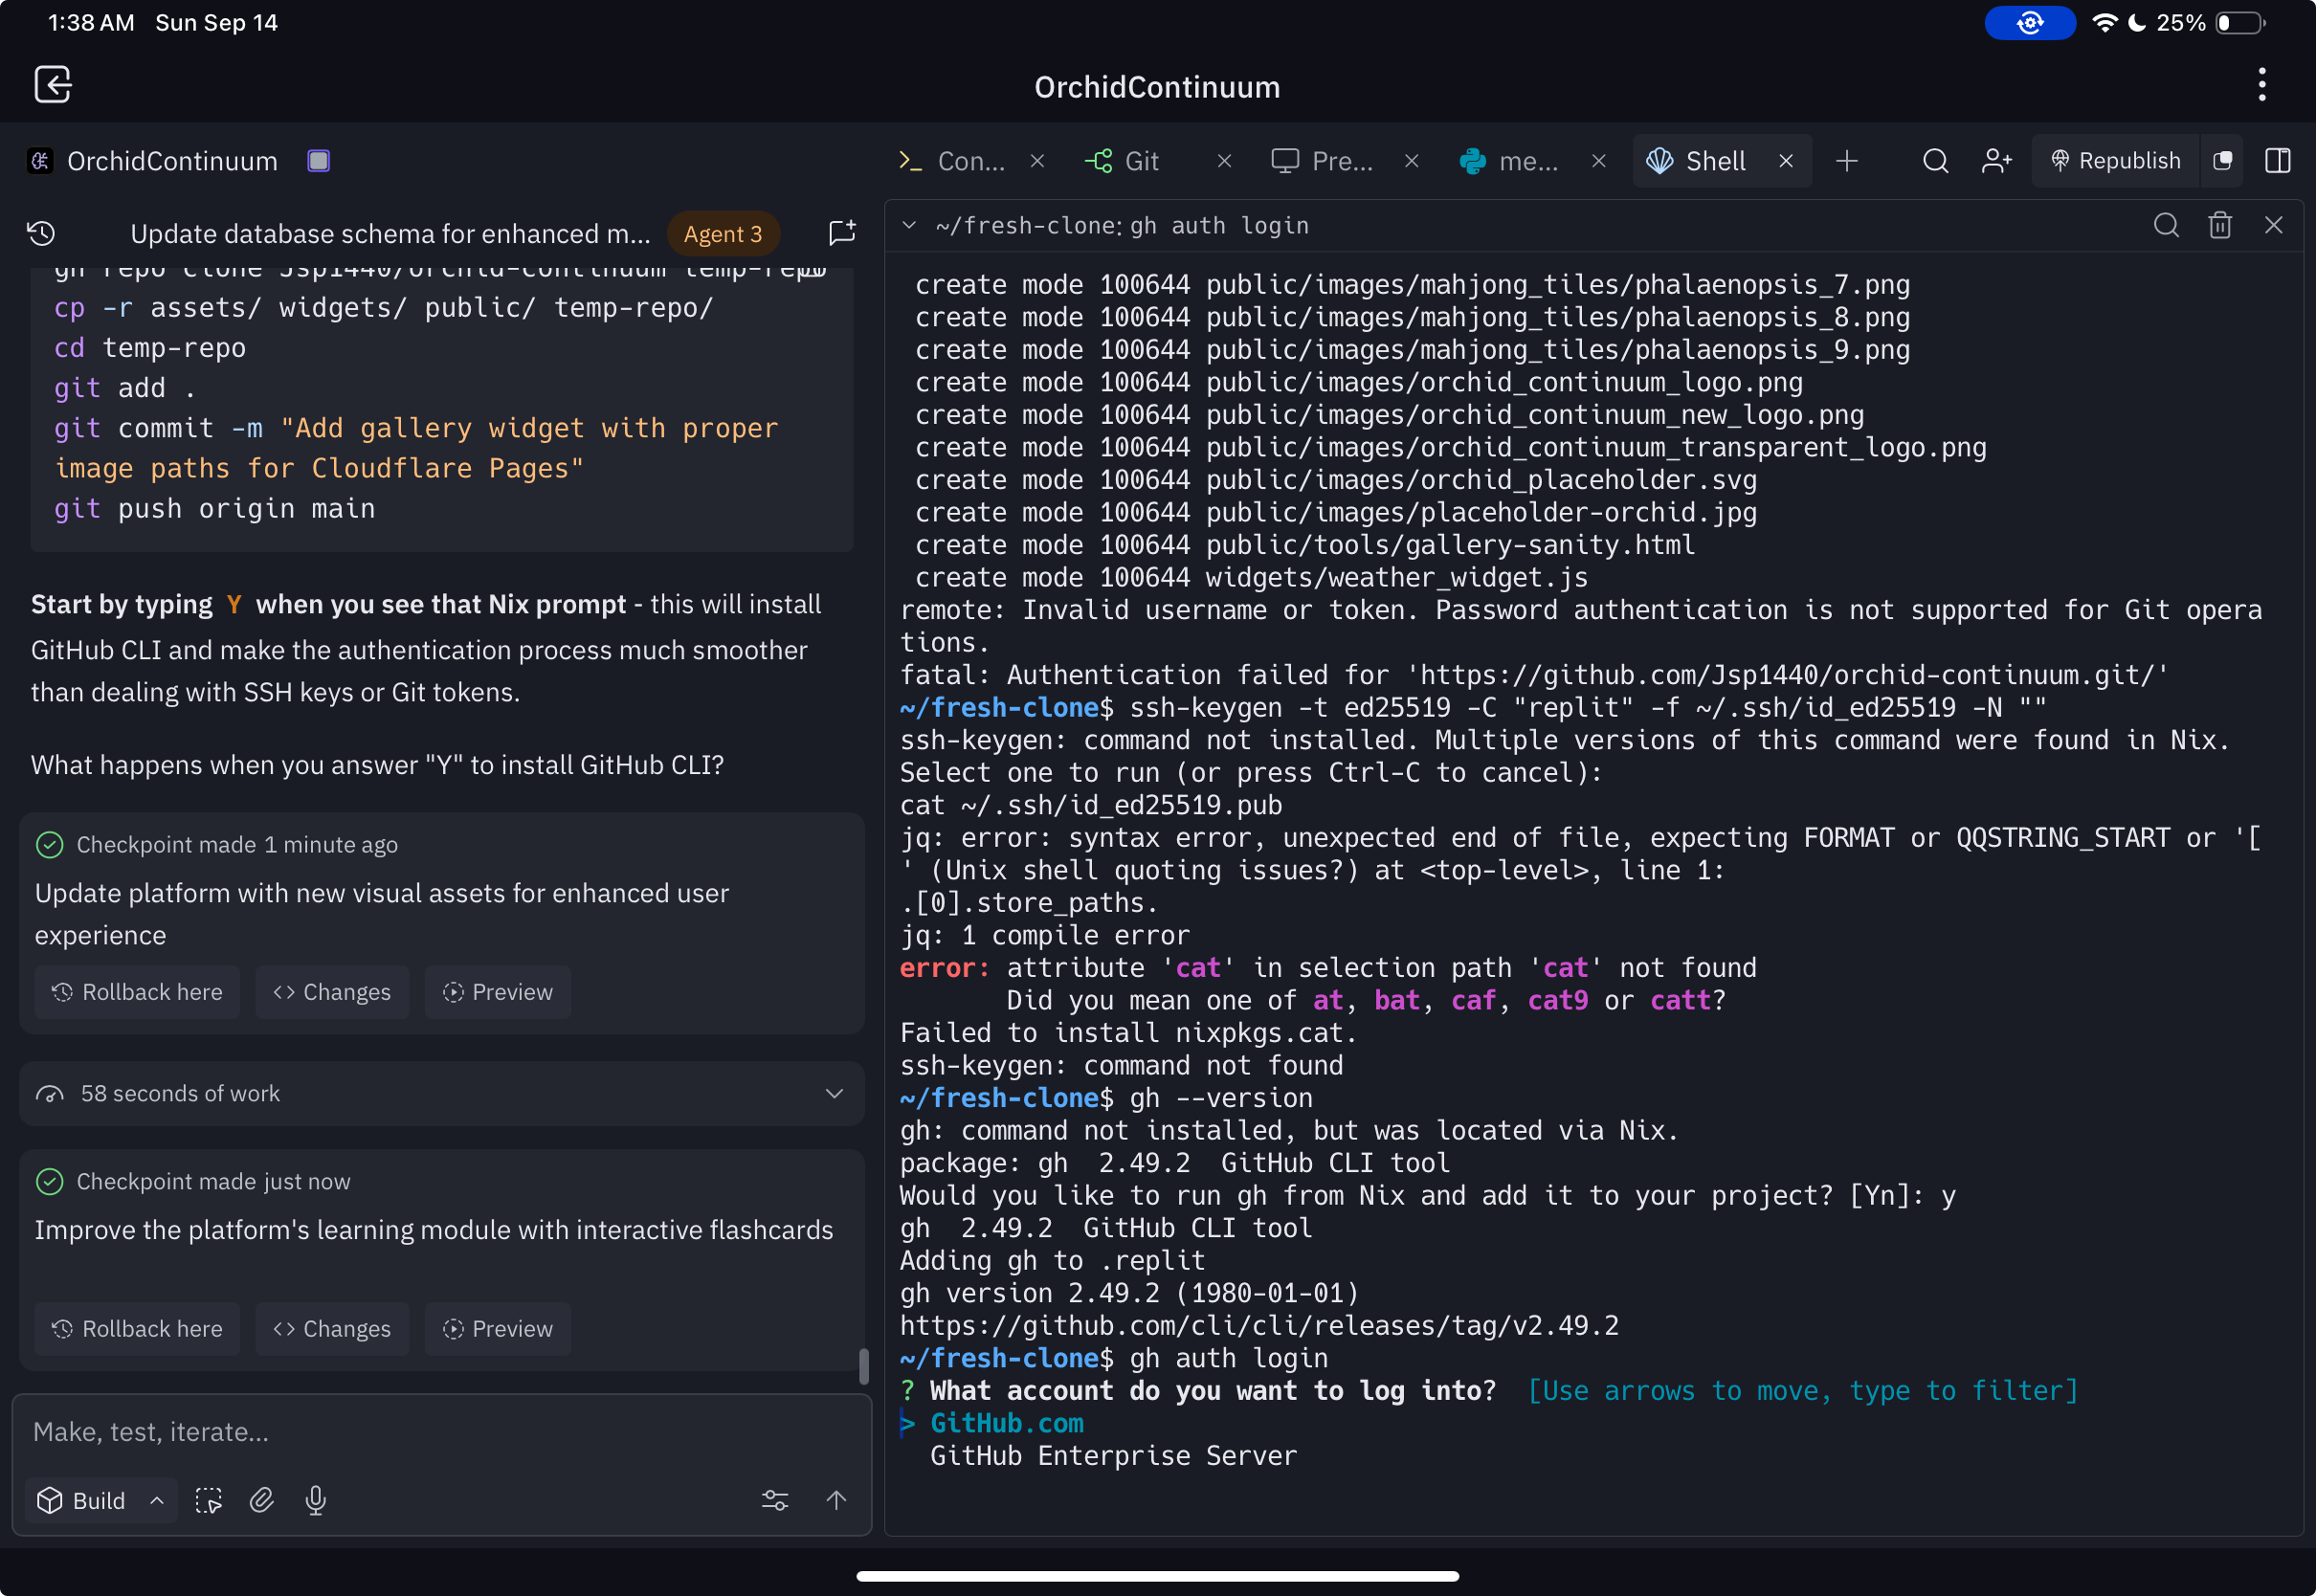 1:38 AM Sun Sep 14
25%
OrchidContinuum
OrchidContinuum
Update database schema for enhanced m...
Agent 3
gh repo clone Jsp1440/orchid-continuum temp-repo
cp -r assets/ widgets/ public/ temp-repo/
cd temp-repo
git add .
git commit -m "Add gallery widget with proper
image paths for Cloudflare Pages"
git push origin main
Start by typing Y when you see that Nix prompt - this will install
GitHub CLI and make the authentication process much smoother
than dealing with SSH keys or Git tokens.
What happens when you answer "Y" to install GitHub CLI?
Checkpoint made 1 minute ago
Update platform with new visual assets for enhanced user
experience
Rollback here
Changes
Preview
58 seconds of work
Checkpoint made just now
Improve the platform's learning module with interactive flashcards
Rollback here
Changes
Preview
Make, test, iterate...
Build
Con...
Git
Pre...
me...
Shell
Republish
~/fresh-clone: gh auth login
create mode 100644 public/images/mahjong_tiles/phalaenopsis_7.png
create mode 100644 public/images/mahjong_tiles/phalaenopsis_8.png
create mode 100644 public/images/mahjong_tiles/phalaenopsis_9.png
create mode 100644 public/images/orchid_continuum_logo.png
create mode 100644 public/images/orchid_continuum_new_logo.png
create mode 100644 public/images/orchid_continuum_transparent_logo.png
create mode 100644 public/images/orchid_placeholder.svg
create mode 100644 public/images/placeholder-orchid.jpg
create mode 100644 public/tools/gallery-sanity.html
create mode 100644 widgets/weather_widget.js
remote: Invalid username or token. Password authentication is not supported for Git opera
tions.
fatal: Authentication failed for 'https://github.com/Jsp1440/orchid-continuum.git/'
~/fresh-clone$ ssh-keygen -t ed25519 -C "replit" -f ~/.ssh/id_ed25519 -N ""
ssh-keygen: command not installed. Multiple versions of this command were found in Nix.
Select one to run (or press Ctrl-C to cancel):
cat ~/.ssh/id_ed25519.pub
jq: error: syntax error, unexpected end of file, expecting FORMAT or QQSTRING_START or '[
' (Unix shell quoting issues?) at <top-level>, line 1:
.[0].store_paths.
jq: 1 compile error
error: attribute 'cat' in selection path 'cat' not found
Did you mean one of at, bat, caf, cat9 or catt?
Failed to install nixpkgs.cat.
ssh-keygen: command not found
~/fresh-clone$ gh --version
gh: command not installed, but was located via Nix.
package: gh 2.49.2 GitHub CLI tool
Would you like to run gh from Nix and add it to your project? [Yn]: y
gh 2.49.2 GitHub CLI tool
Adding gh to .replit
gh version 2.49.2 (1980-01-01)
https://github.com/cli/cli/releases/tag/v2.49.2
~/fresh-clone$ gh auth login
? What account do you want to log into? [Use arrows to move, type to filter]
> GitHub.com
GitHub Enterprise Server